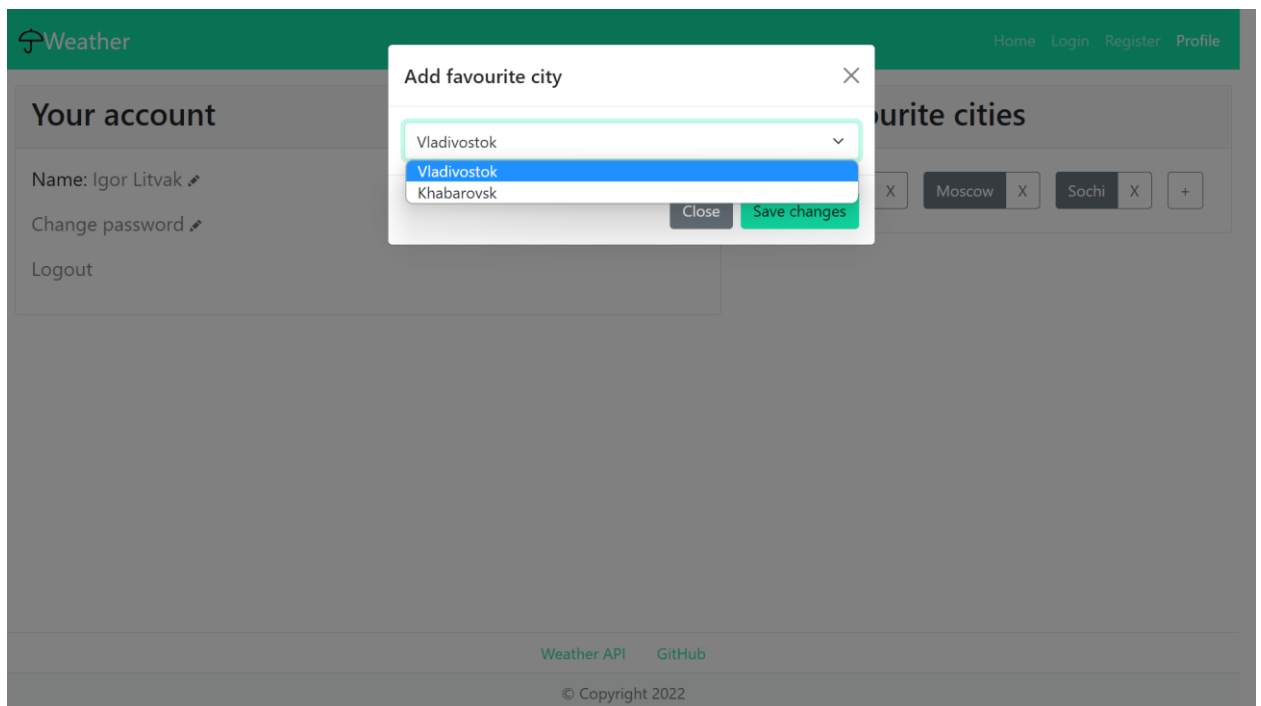 Weather
Home Login Register Profile
Add favourite city
Your account
urite cities
Vladivostok
Vladivostok
Khabarovsk
Name: Igor Litvak
X Moscow X Sochi X +
Close Save changes
Change password
Logout
Weather API GitHub
© Copyright 2022